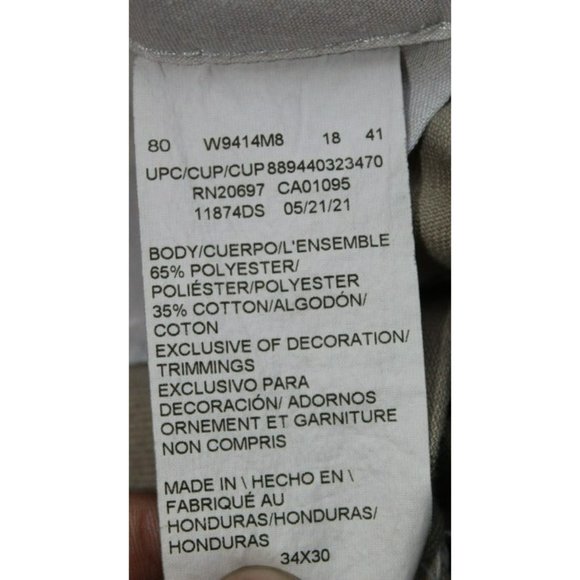 80 W9414M8 18 41
UPC/CUP/CUP889440323470
RN20697 CA01095
11874DS 05/21/21
BODY/CUERPO/L'ENSEMBLE
65% POLYESTER/
POLIÉSTER/POLYESTER
35% COTTON/ALGODÓN/
COTON
EXCLUSIVE OF DECORATION/
TRIMMINGS
EXCLUSIVO PARA
DECORACIÓN/ ADORNOS
ORNEMENT ET GARNITURE
NON COMPRIS
MADE IN \ HECHO EN \
FABRIQUÉ AU
HONDURAS/HONDURAS/
HONDURAS
34X30